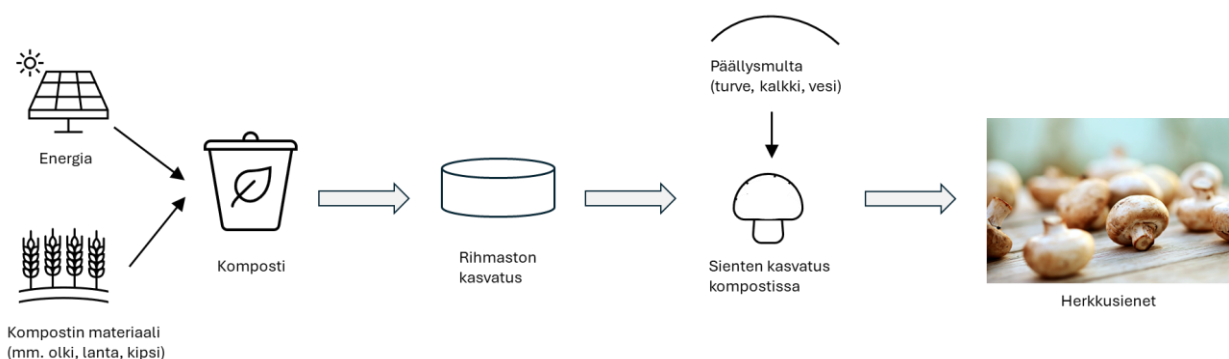 Energia
Kompostin materiaali
(mm. olki, lanta, kipsi)
Komposti
Rihmaston
kasvatus
Päällysmulta
(turve, kalkki, vesi)
Sienten kasvatus
kompostissa
Herkkusienet